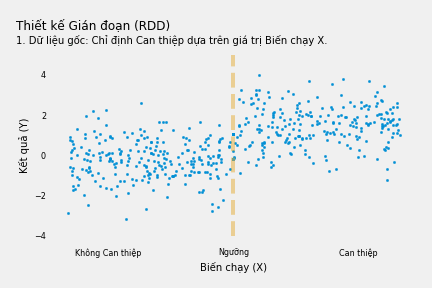 Thiết kế Gián đoạn (RDD)
1. Dữ liệu gốc: Chỉ định Can thiệp dựa trên giá trị Biến chạy X.
4
2
0
−2
−4
Kết quả (Y)
Không Can thiệp
Ngưỡng
Can thiệp
Biến chạy (X)